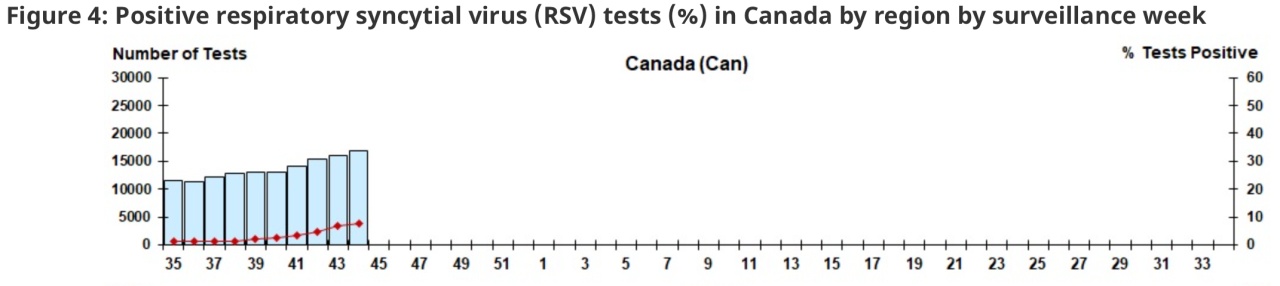 Figure 4: Positive respiratory syncytial virus (RSV) tests (%) in Canada by region by surveillance week
Number of Tests
Canada (Can)
% Tests Positive
30000
25000
20000
15000
10000
5000
0
60
50
40
30
20
10
0
35 37 39 41 43 45 47 49 51 1 3 5 7 9 11 13 15 17 19 21 23 25 27 29 31 33